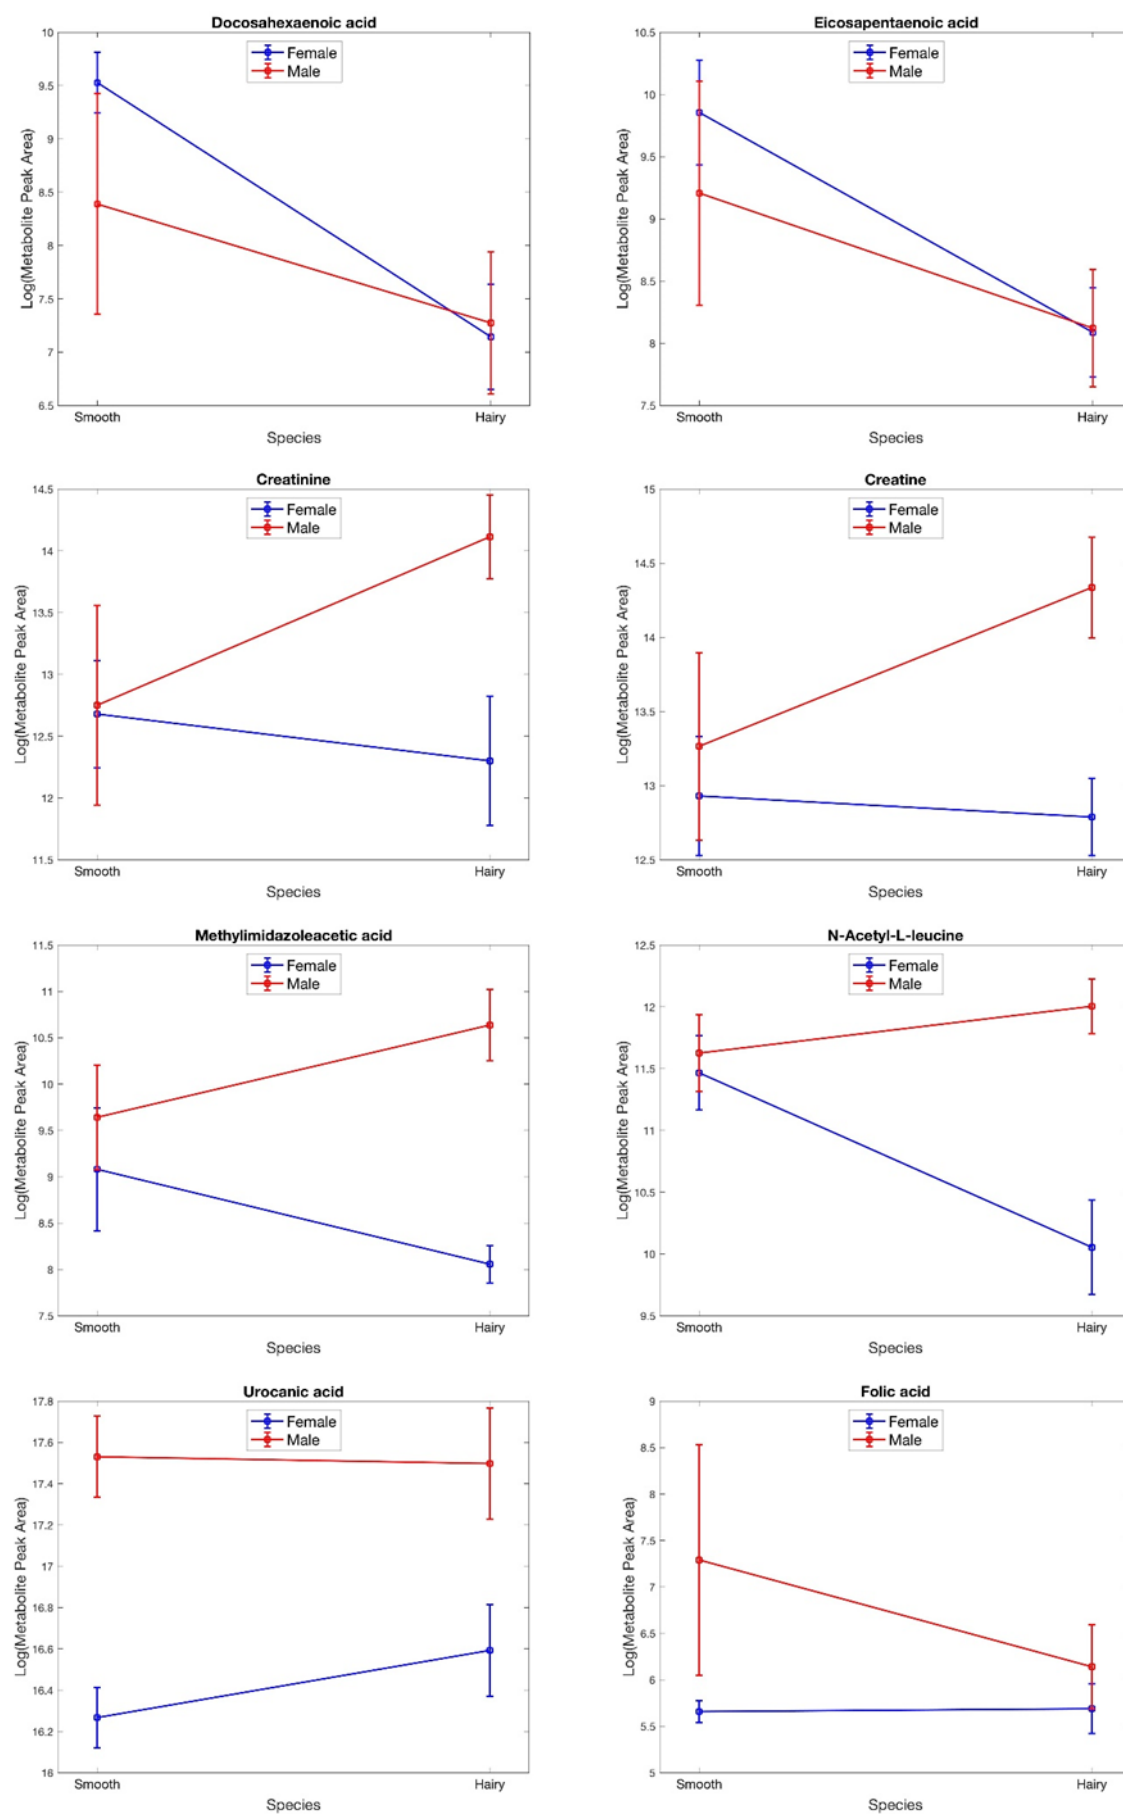 Docosahexaenoic acid
10
9.5
9
8.5
8
7.5
7
6.5
Log(Metabolite Peak Area)
Female
Male
Smooth
Hairy
Species
Eicosapentaenoic acid
10.5
10
9.5
9
8.5
8
7.5
Log(Metabolite Peak Area)
Female
Male
Smooth
Hairy
Species
Creatinine
14.5
14
13.5
13
12.5
12
11.5
Log(Metabolite Peak Area)
Female
Male
Smooth
Hairy
Species
Creatine
15
14.5
14
13.5
13
12.5
Log(Metabolite Peak Area)
Female
Male
Smooth
Hairy
Species
Methylimidazoleacetic acid
11.5
11
10.5
10
9.5
9
8.5
8
7.5
Log(Metabolite Peak Area)
Female
Male
Smooth
Hairy
Species
N-Acetyl-L-leucine
12.5
12
11.5
11
10.5
10
9.5
Log(Metabolite Peak Area)
Female
Male
Smooth
Hairy
Species
Urocanic acid
17.8
17.6
17.4
17.2
17
16.8
16.6
16.4
16.2
16
Log(Metabolite Peak Area)
Female
Male
Smooth
Hairy
Species
Folic acid
9
8.5
8
7.5
7
6.5
6
5.5
5
Log(Metabolite Peak Area)
Female
Male
Smooth
Hairy
Species